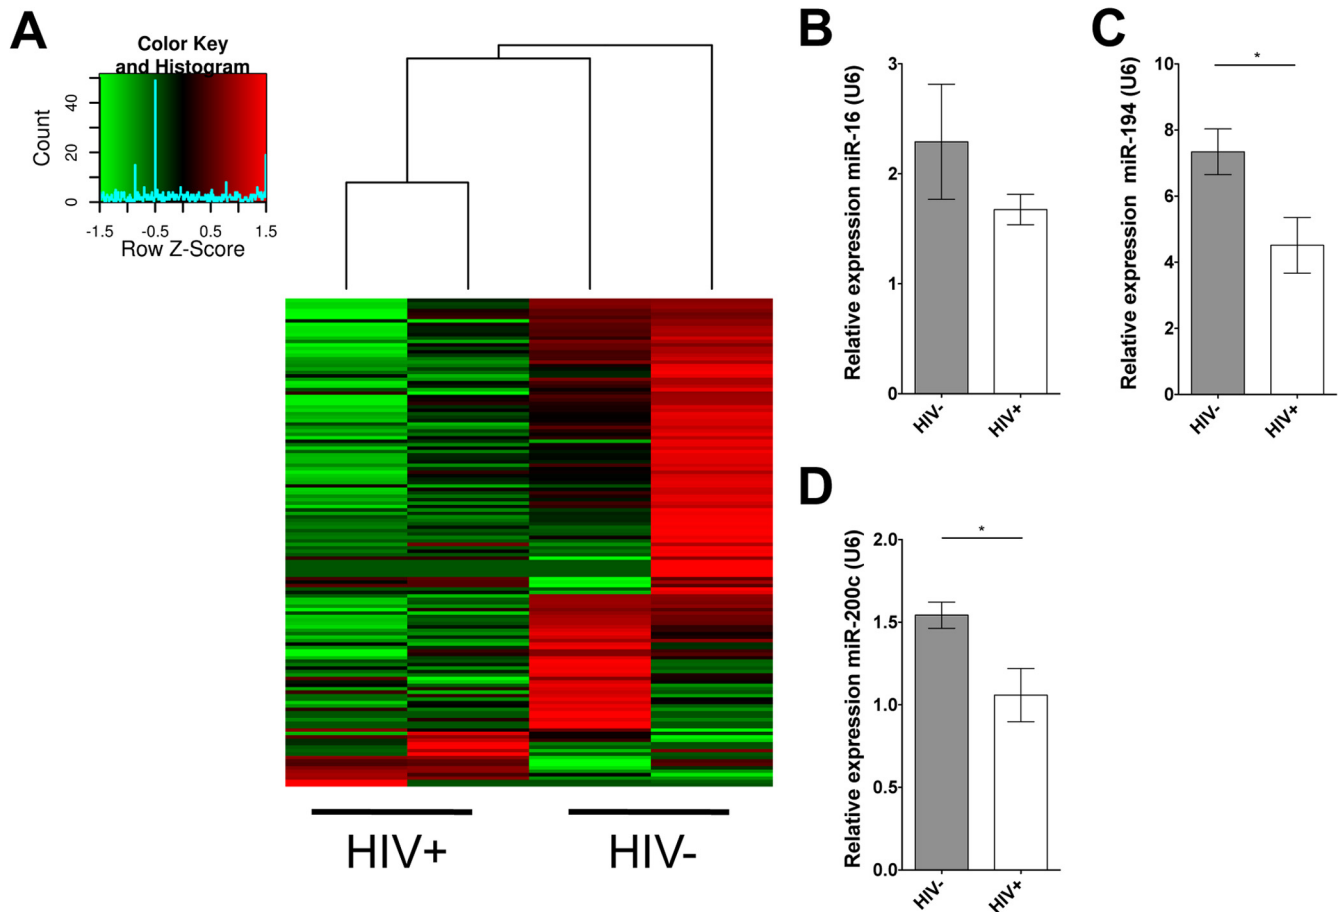 A
Color Key
and Histogram
Count
0
20
40
-1.5
-0.5
0.5
1.5
Row Z-Score
HIV+
HIV-
B
Relative expression miR-16 (U6)
3
2
1
0
HIV-
HIV+
C
Relative expression miR-194 (U6)
10
8
6
4
2
0
*
HIV-
HIV+
D
Relative expression miR-200c (U6)
2.0
1.5
1.0
0.5
0.0
*
HIV-
HIV+